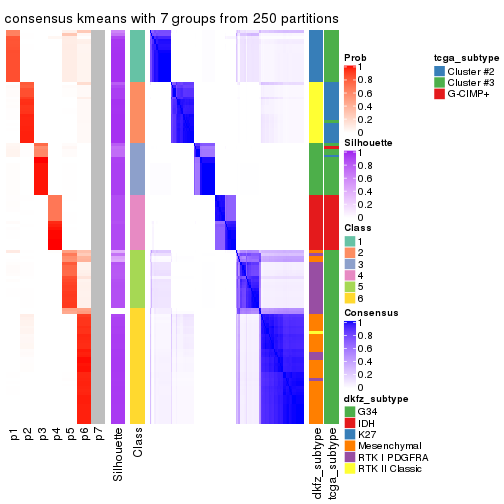 consensus kmeans with 7 groups from 250 partitions
Prob
1
0.8
0.6
0.4
0.2
0
Silhouette
1
0.8
0.6
0.4
0.2
0
Class
1
2
3
4
5
6
Consensus
1
0.8
0.6
0.4
0.2
0
dkfz_subtype
G34
IDH
K27
Mesenchymal
RTK I PDGFRA
RTK II Classic
tcga_subtype
Cluster #2
Cluster #3
G-CIMP+
p1
p2
p3
p4
p5
p6
p7
Silhouette
Class
dkfz_subtype
tcga_subtype